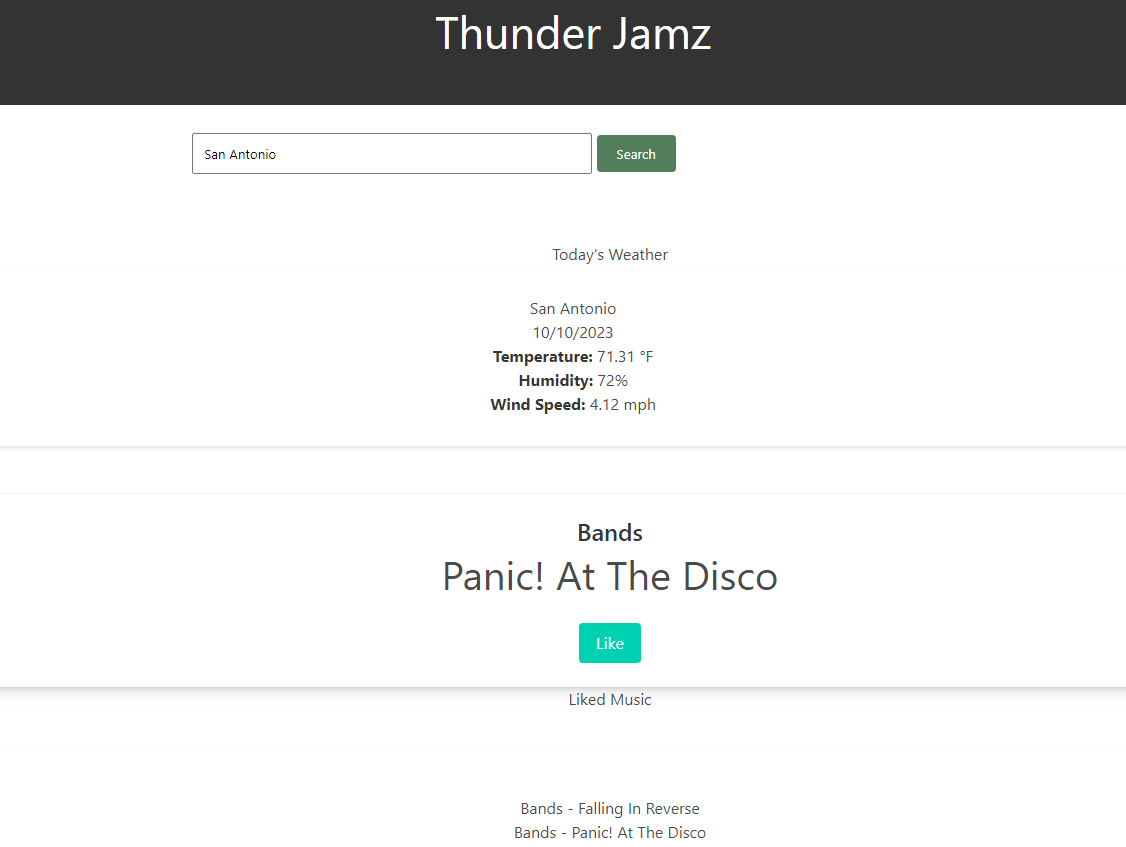 Thunder Jamz
San Antonio
Search
Today's Weather
San Antonio
10/10/2023
Temperature: 71.31 °F
Humidity: 72%
Wind Speed: 4.12 mph
Bands
Panic! At The Disco
Like
Liked Music
Bands - Falling In Reverse
Bands - Panic! At The Disco